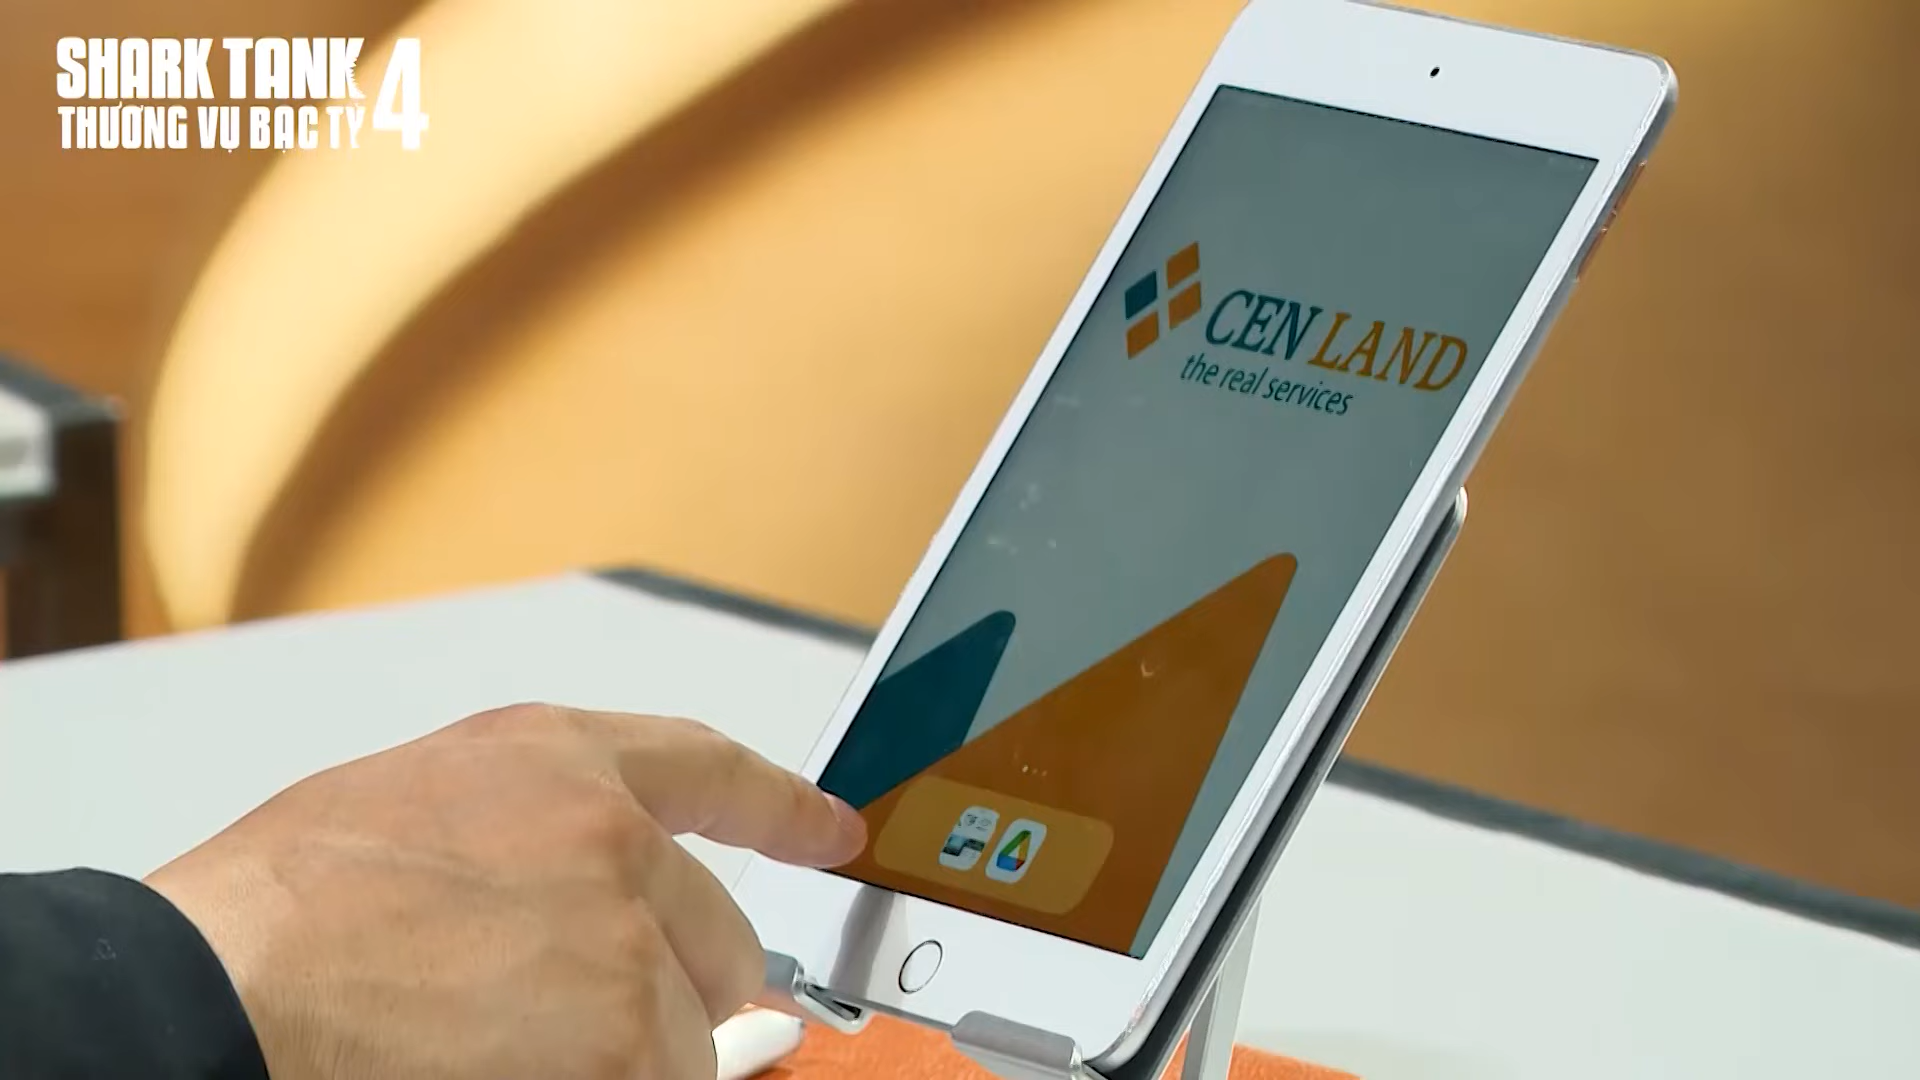 SHARK TANK 4
THƯƠNG VỤ BẠC TỶ
CEN LAND
the real services